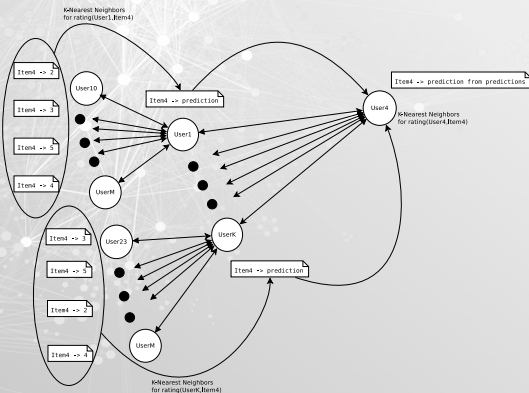 K-Nearest Neighbors
for rating(User1,Item4)
Item4 -> 2
Item4 -> 3
Item4 -> 5
Item4 -> 4
User10
User1
UserM
Item4 -> prediction
User4
Item4 -> prediction from predictions
K-Nearest Neighbors
for rating(User4,Item4)
Item4 -> 3
Item4 -> 5
Item4 -> 2
Item4 -> 4
User23
UserK
UserM
Item4 -> prediction
K-Nearest Neighbors
for rating(UserK,Item4)